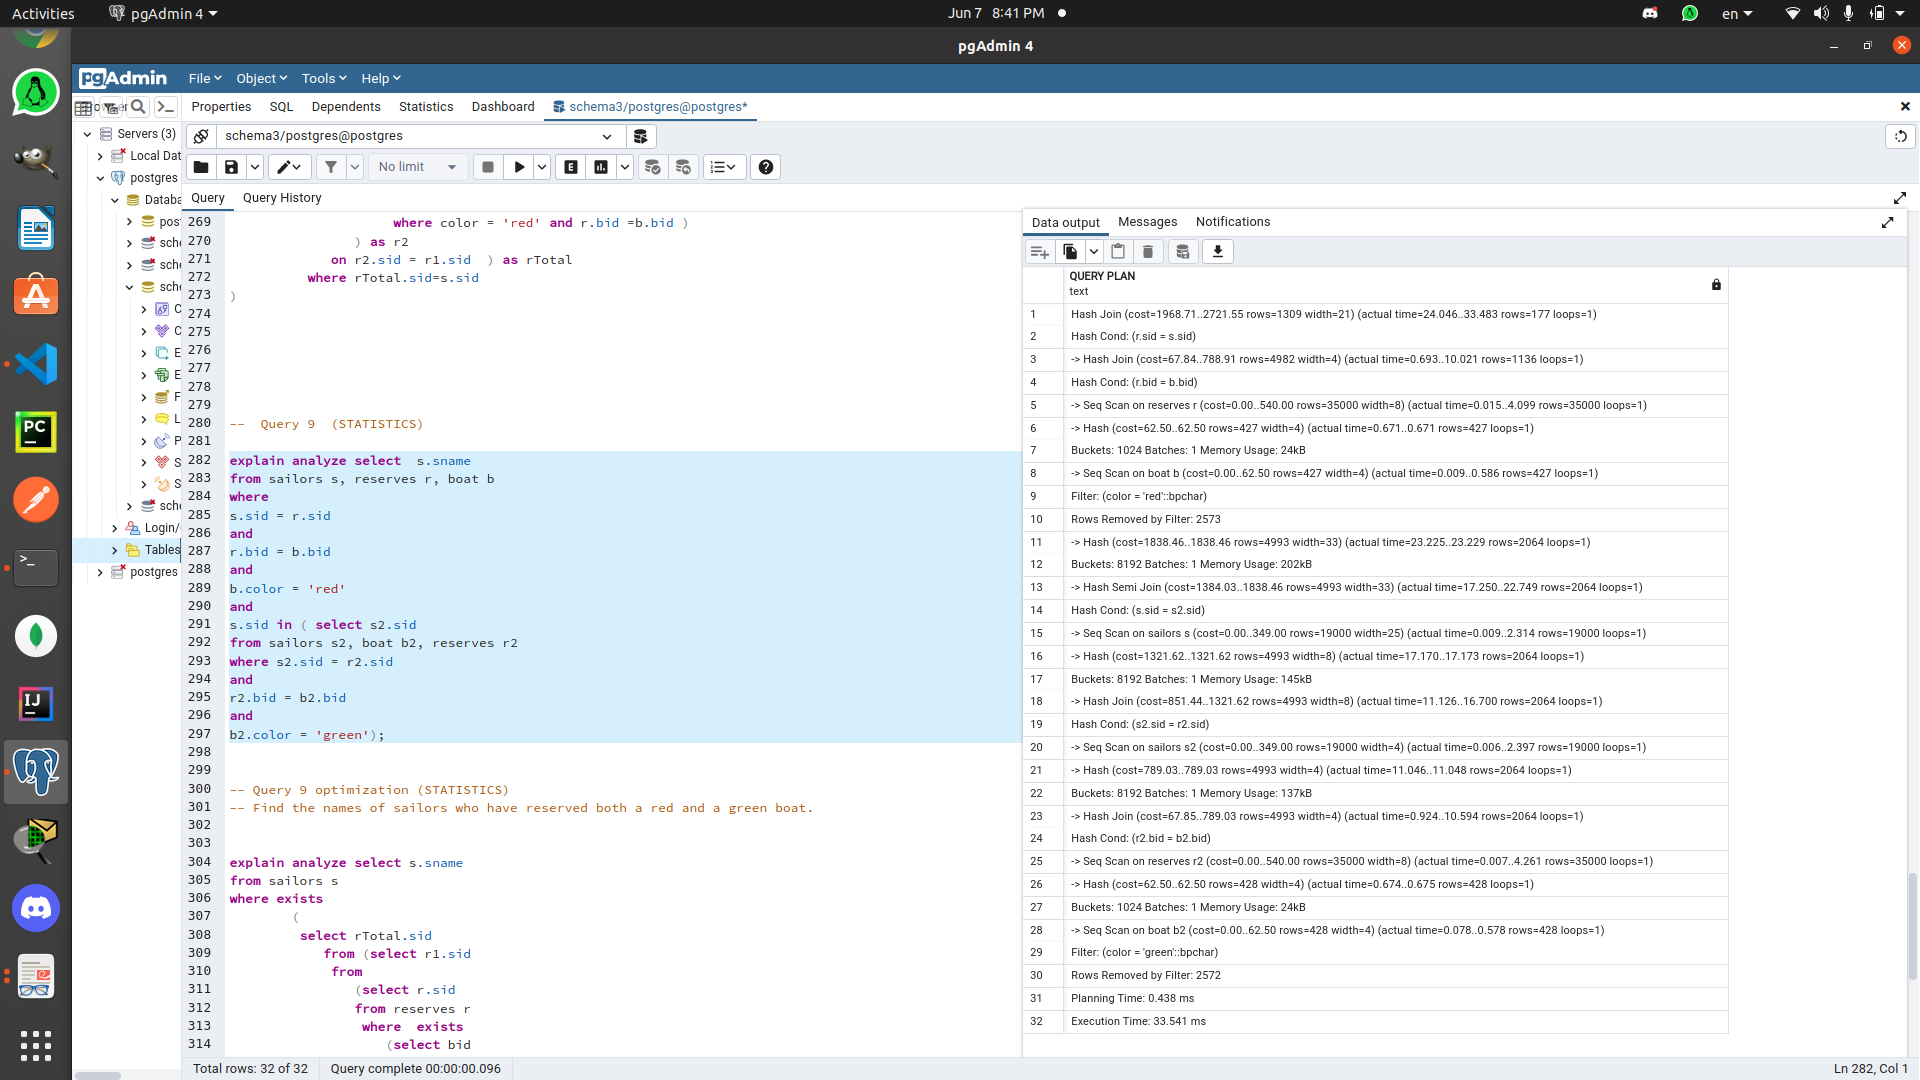 Activities
pgAdmin 4
Jun 7 8:41 PM
en
pgAdmin 4
pgAdmin
File
Object
Tools
Help
Properties
SQL
Dependents
Statistics
Dashboard
schema3/postgres@postgres*
schema3/postgres@postgres
No limit
Query
Query History
Servers (3)
Local Dat
postgres
Databa
pos
sche
sche
sche
C
C
E
E
F
L
P
S
S
sche
Login/
Tables
postgres
269 where color = 'red' and r.bid =b.bid )
270 ) as r2
271 on r2.sid = r1.sid ) as rTotal
272 where rTotal.sid=s.sid
273 )
274
275
276
277
278
279
280 -- Query 9 (STATISTICS)
281
282 explain analyze select s.sname
283 from sailors s, reserves r, boat b
284 where
285 s.sid = r.sid
286 and
287 r.bid = b.bid
288 and
289 b.color = 'red'
290 and
291 s.sid in ( select s2.sid
292 from sailors s2, boat b2, reserves r2
293 where s2.sid = r2.sid
294 and
295 r2.bid = b2.bid
296 and
297 b2.color = 'green');
298
299
300 -- Query 9 optimization (STATISTICS)
301 -- Find the names of sailors who have reserved both a red and a green boat.
302
303
304 explain analyze select s.sname
305 from sailors s
306 where exists
307 (
308 select rTotal.sid
309 from (select r1.sid
310 from
311 (select r.sid
312 from reserves r
313 where exists
314 (select bid
Data output
Messages
Notifications
QUERY PLAN
text
1 Hash Join (cost=1968.71..2721.55 rows=1309 width=21) (actual time=24.046..33.483 rows=177 loops=1)
2 Hash Cond: (r.sid = s.sid)
3 -> Hash Join (cost=67.84..788.91 rows=4982 width=4) (actual time=0.693..10.021 rows=1136 loops=1)
4 Hash Cond: (r.bid = b.bid)
5 -> Seq Scan on reserves r (cost=0.00..540.00 rows=35000 width=8) (actual time=0.015..4.099 rows=35000 loops=1)
6 -> Hash (cost=62.50..62.50 rows=427 width=4) (actual time=0.671..0.671 rows=427 loops=1)
7 Buckets: 1024 Batches: 1 Memory Usage: 24kB
8 -> Seq Scan on boat b (cost=0.00..62.50 rows=427 width=4) (actual time=0.009..0.586 rows=427 loops=1)
9 Filter: (color = 'red'::bpchar)
10 Rows Removed by Filter: 2573
11 -> Hash (cost=1838.46..1838.46 rows=4993 width=33) (actual time=23.225..23.229 rows=2064 loops=1)
12 Buckets: 8192 Batches: 1 Memory Usage: 202kB
13 -> Hash Semi Join (cost=1384.03..1838.46 rows=4993 width=33) (actual time=17.250..22.749 rows=2064 loops=1)
14 Hash Cond: (s.sid = s2.sid)
15 -> Seq Scan on sailors s (cost=0.00..349.00 rows=19000 width=25) (actual time=0.009..2.314 rows=19000 loops=1)
16 -> Hash (cost=1321.62..1321.62 rows=4993 width=8) (actual time=17.170..17.173 rows=2064 loops=1)
17 Buckets: 8192 Batches: 1 Memory Usage: 145kB
18 -> Hash Join (cost=851.44..1321.62 rows=4993 width=8) (actual time=11.126..16.700 rows=2064 loops=1)
19 Hash Cond: (s2.sid = r2.sid)
20 -> Seq Scan on sailors s2 (cost=0.00..349.00 rows=19000 width=4) (actual time=0.006..2.397 rows=19000 loops=1)
21 -> Hash (cost=789.03..789.03 rows=4993 width=4) (actual time=11.046..11.048 rows=2064 loops=1)
22 Buckets: 8192 Batches: 1 Memory Usage: 137kB
23 -> Hash Join (cost=67.85..789.03 rows=4993 width=4) (actual time=0.924..10.594 rows=2064 loops=1)
24 Hash Cond: (r2.bid = b2.bid)
25 -> Seq Scan on reserves r2 (cost=0.00..540.00 rows=35000 width=8) (actual time=0.007..4.261 rows=35000 loops=1)
26 -> Hash (cost=62.50..62.50 rows=428 width=4) (actual time=0.674..0.675 rows=428 loops=1)
27 Buckets: 1024 Batches: 1 Memory Usage: 24kB
28 -> Seq Scan on boat b2 (cost=0.00..62.50 rows=428 width=4) (actual time=0.078..0.578 rows=428 loops=1)
29 Filter: (color = 'green'::bpchar)
30 Rows Removed by Filter: 2572
31 Planning Time: 0.438 ms
32 Execution Time: 33.541 ms
Total rows: 32 of 32
Query complete 00:00:00.096
Ln 282, Col 1